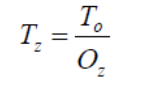 T_z = T_o / O_z